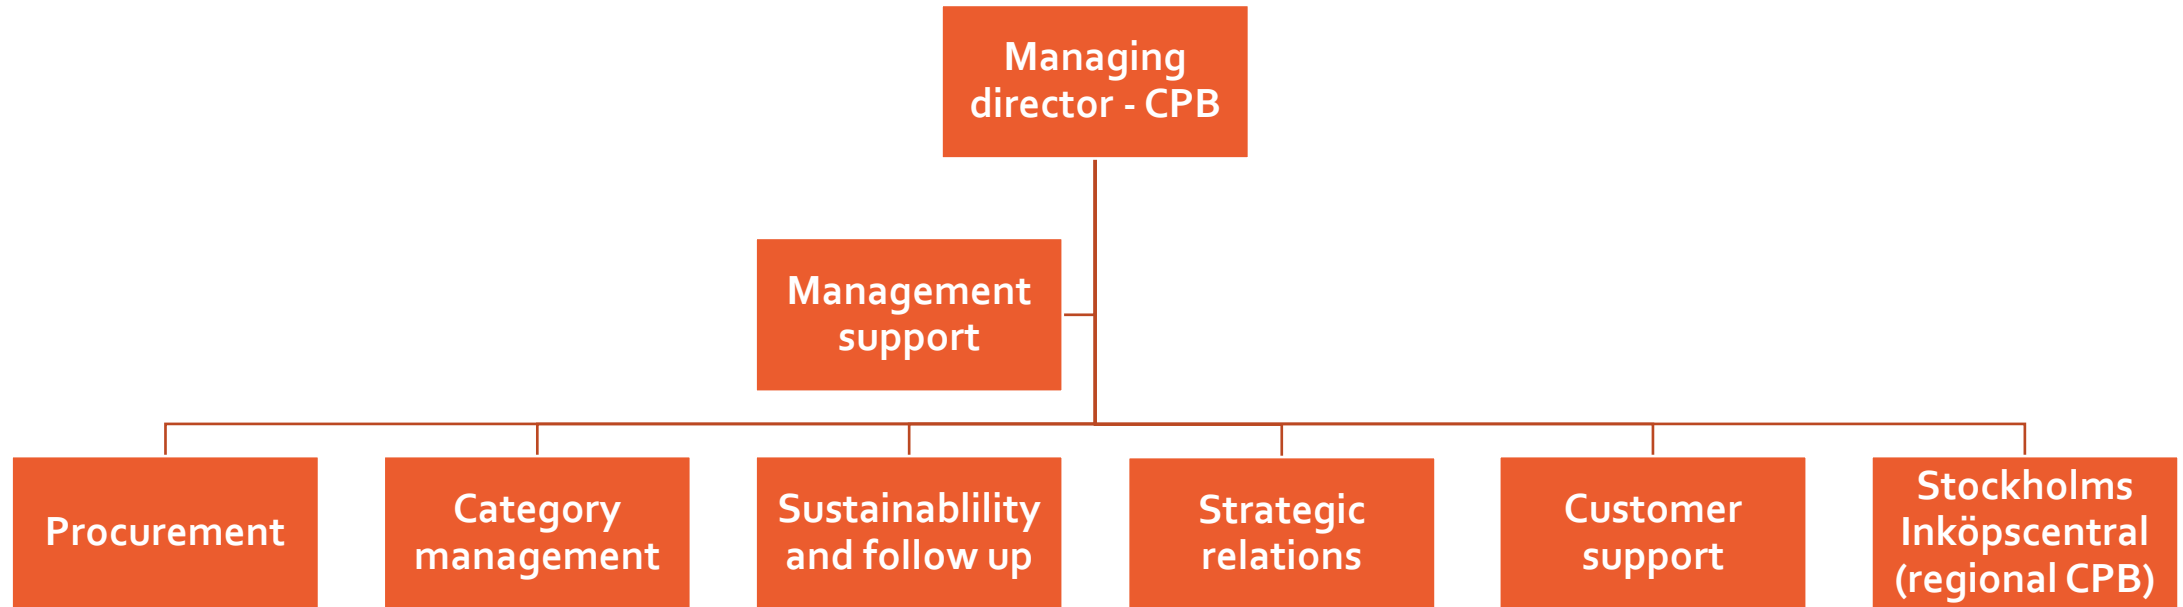 Managing
director - CPB
Management
support
Procurement
Category
management
Sustainablility
and follow up
Strategic
relations
Customer
support
Stockholms
Inköpscentral
(regional CPB)